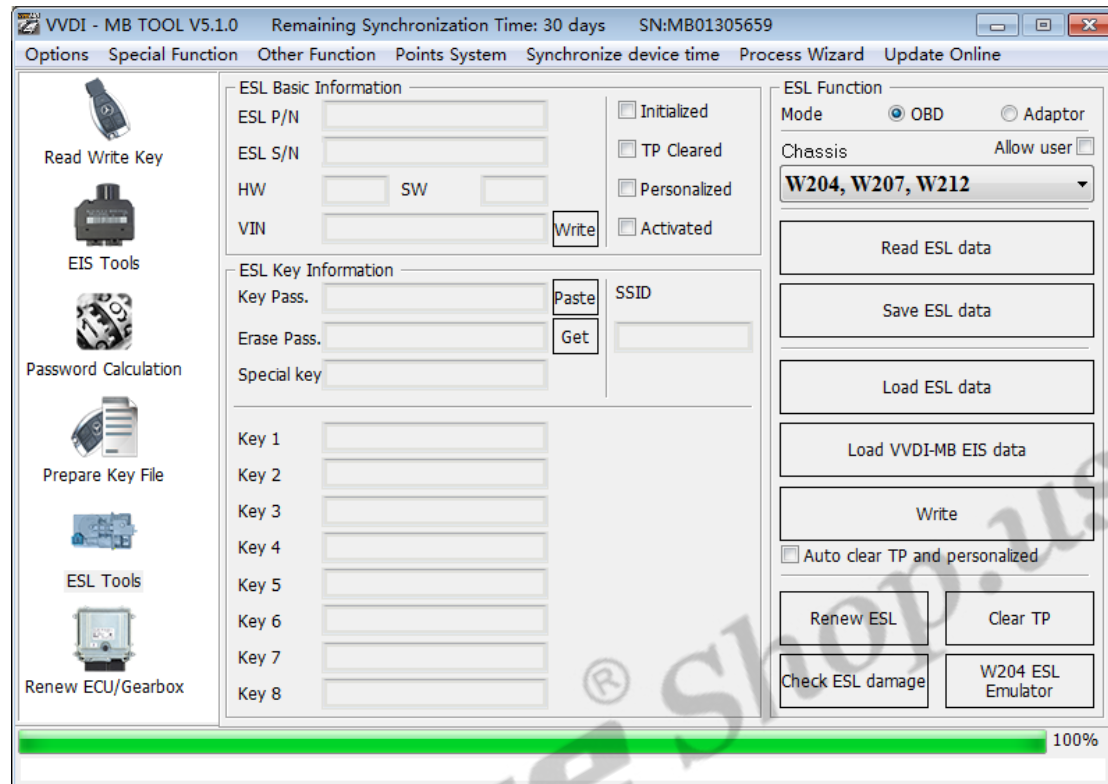 VVDI - MB TOOL V5.1.0 Remaining Synchronization Time: 30 days SN:MB01305659
Options Special Function Other Function Points System Synchronize device time Process Wizard Update Online
Read Write Key
EIS Tools
Password Calculation
Prepare Key File
ESL Tools
Renew ECU/Gearbox
ESL Basic Information
ESL P/N
ESL S/N
HW SW
VIN Write
Initialized
TP Cleared
Personalized
Activated
ESL Key Information
Key Pass. Paste
Erase Pass. Get
Special key
SSID
Key 1
Key 2
Key 3
Key 4
Key 5
Key 6
Key 7
Key 8
ESL Function
Mode OBD Adaptor
Chassis Allow user
W204, W207, W212
Read ESL data
Save ESL data
Load ESL data
Load VVDI-MB EIS data
Write
Auto clear TP and personalized
Renew ESL Clear TP
Check ESL damage W204 ESL
Emulator
100%
® Shop.us